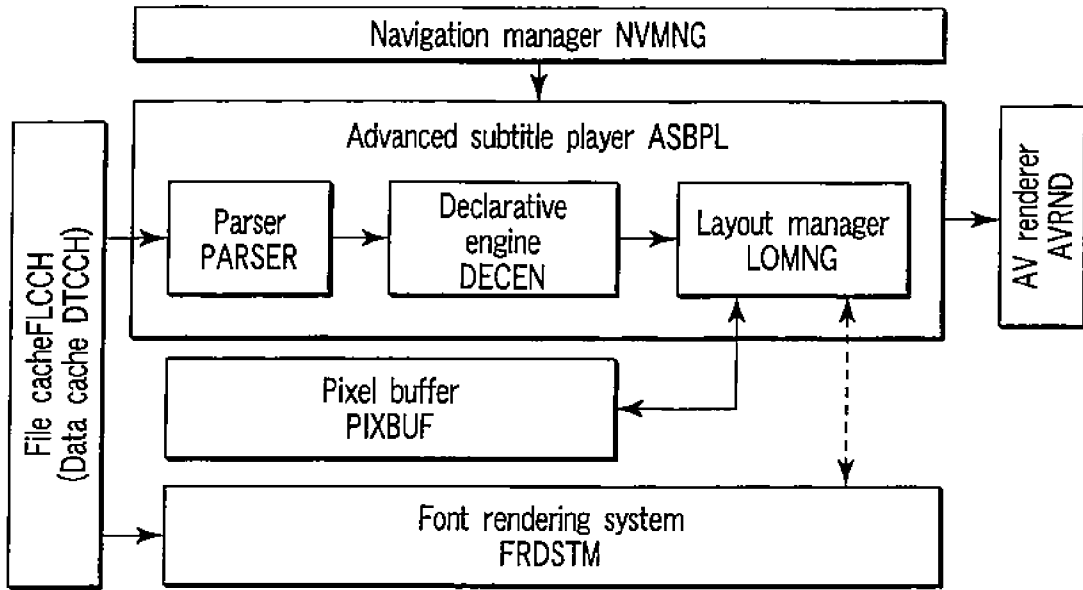 Navigation manager NVMNG
Advanced subtitle player ASBPL
Parser
PARSER
Declarative
engine
DECEN
Layout manager
LOMNG
AV renderer
AVRND
File cacheFLCCH
(Data cache DTCCH)
Pixel buffer
PIXBUF
Font rendering system
FRDSTM